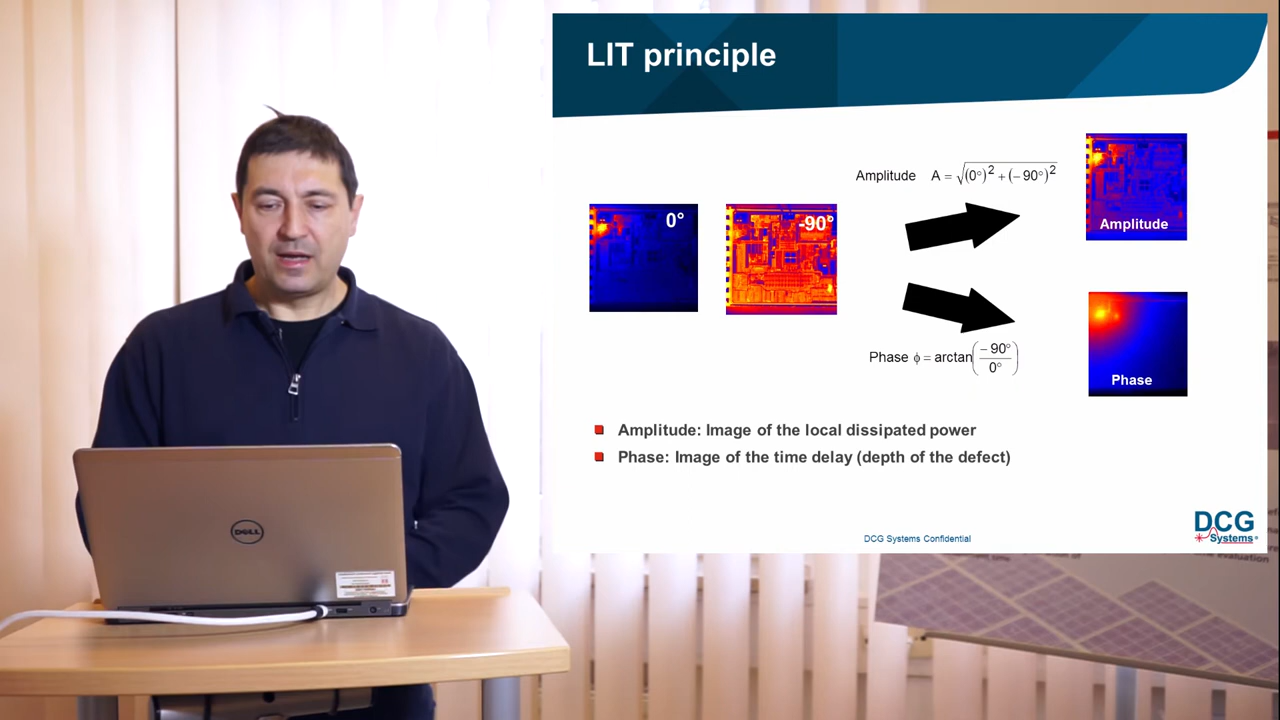 LIT principle
Amplitude A = √(0°)² + (−90°)²
0°
-90°
Amplitude
Phase ϕ = arctan(−90°/0°)
Phase
Amplitude: Image of the local dissipated power
Phase: Image of the time delay (depth of the defect)
DCG Systems Confidential
DCG
Systems
DELL